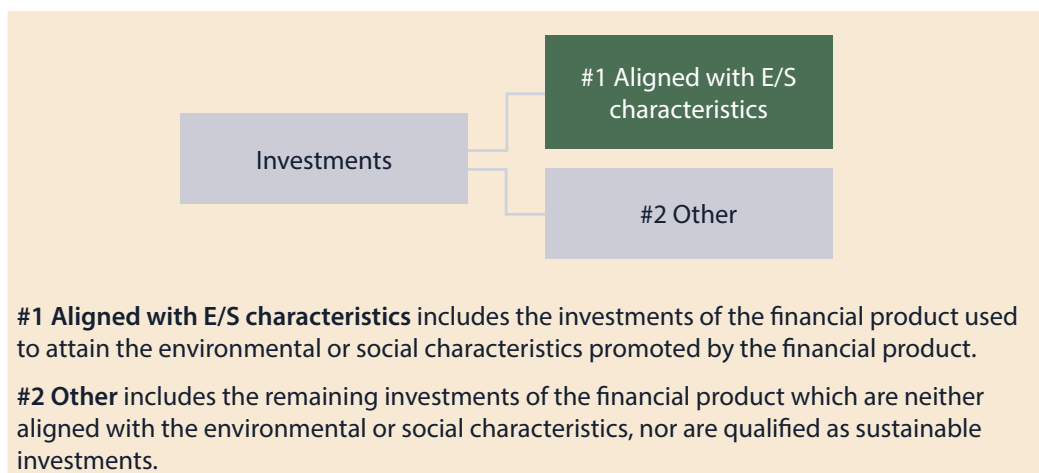 #1 Aligned with E/S
characteristics
Investments
#2 Other
#1 Aligned with E/S characteristics includes the investments of the financial product used
to attain the environmental or social characteristics promoted by the financial product.
#2 Other includes the remaining investments of the financial product which are neither
aligned with the environmental or social characteristics, nor are qualified as sustainable
investments.